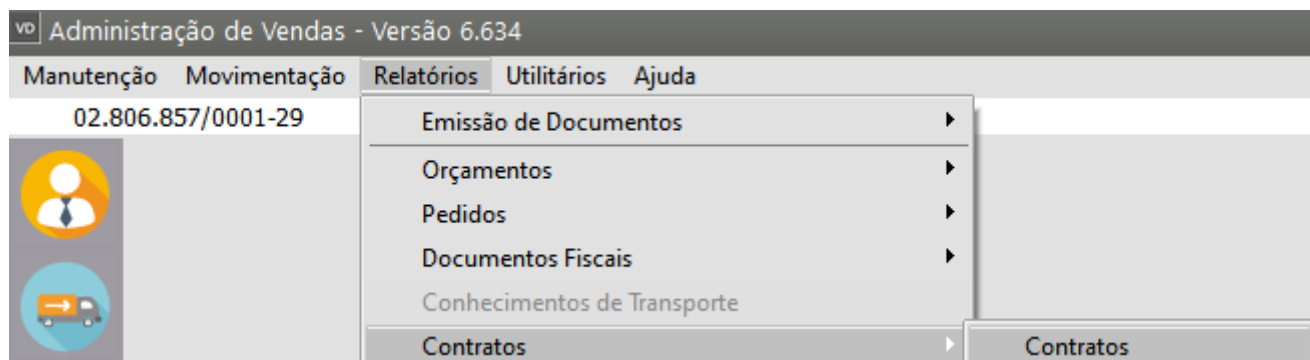 VD Administração de Vendas - Versão 6.634
Manutenção Movimentação Relatórios Utilitários Ajuda
02.806.857/0001-29
Emissão de Documentos
Orçamentos
Pedidos
Documentos Fiscais
Conhecimentos de Transporte
Contratos Contratos